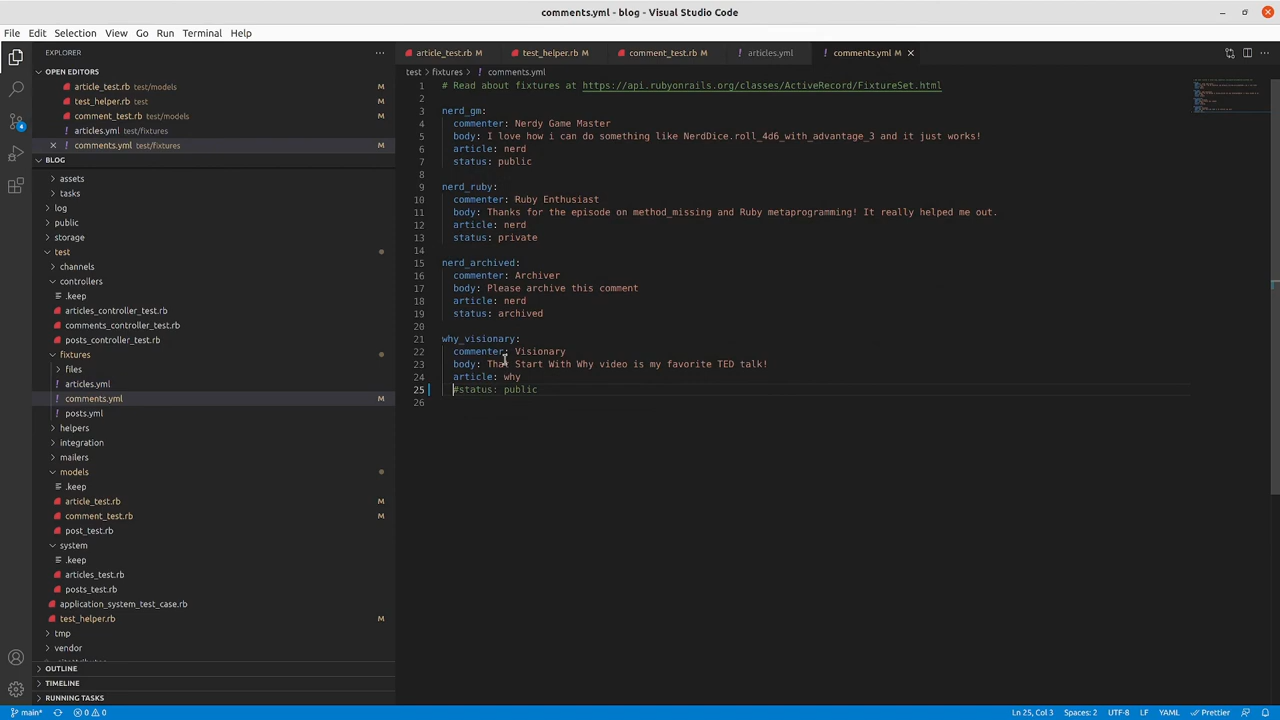 comments.yml - blog - Visual Studio Code
File Edit Selection View Go Run Terminal Help
EXPLORER
OPEN EDITORS
article_test.rb test/models M
test_helper.rb test M
comment_test.rb test/models M
articles.yml test/fixtures
comments.yml test/fixtures M
BLOG
assets
tasks
log
public
storage
test
channels
controllers
.keep
articles_controller_test.rb
comments_controller_test.rb
posts_controller_test.rb
fixtures
files
articles.yml
comments.yml M
posts.yml
helpers
integration
mailers
models
.keep
article_test.rb M
comment_test.rb M
post_test.rb
system
.keep
articles_test.rb
posts_test.rb
application_system_test_case.rb
test_helper.rb M
tmp
vendor
OUTLINE
TIMELINE
RUNNING TASKS
article_test.rb M test_helper.rb M comment_test.rb M articles.yml comments.yml M
test fixtures comments.yml
1 # Read about fixtures at https://api.rubyonrails.org/classes/ActiveRecord/FixtureSet.html
2
3 nerd_gm:
4 commenter: Nerdy Game Master
5 body: I love how i can do something like NerdDice.roll_4d6_with_advantage_3 and it just works!
6 article: nerd
7 status: public
8
9 nerd_ruby:
10 commenter: Ruby Enthusiast
11 body: Thanks for the episode on method_missing and Ruby metaprogramming! It really helped me out.
12 article: nerd
13 status: private
14
15 nerd_archived:
16 commenter: Archiver
17 body: Please archive this comment
18 article: nerd
19 status: archived
20
21 why_visionary:
22 commenter: Visionary
23 body: That Start With Why video is my favorite TED talk!
24 article: why
25 #status: public
26
4
main* 0 0 Ln 25, Col 3 Spaces: 2 UTF-8 LF YAML Prettier